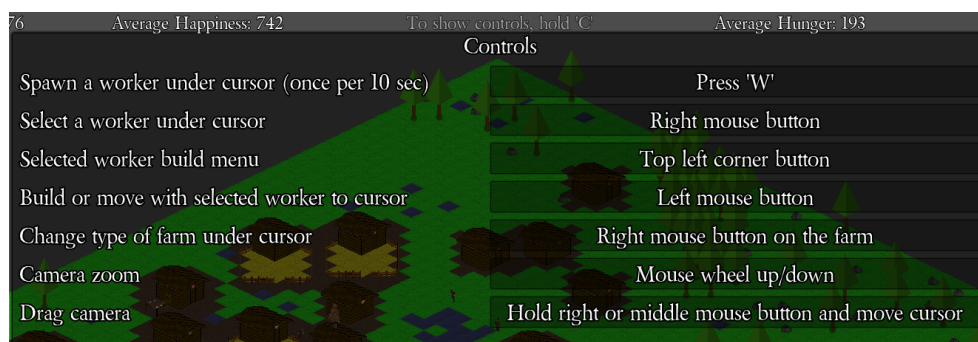 76 Average Happiness: 742 To show controls, hold 'C' Average Hunger: 193
Controls
Spawn a worker under cursor (once per 10 sec) Press 'W'
Select a worker under cursor Right mouse button
Selected worker build menu Top left corner button
Build or move with selected worker to cursor Left mouse button
Change type of farm under cursor Right mouse button on the farm
Camera zoom Mouse wheel up/down
Drag camera Hold right or middle mouse button and move cursor